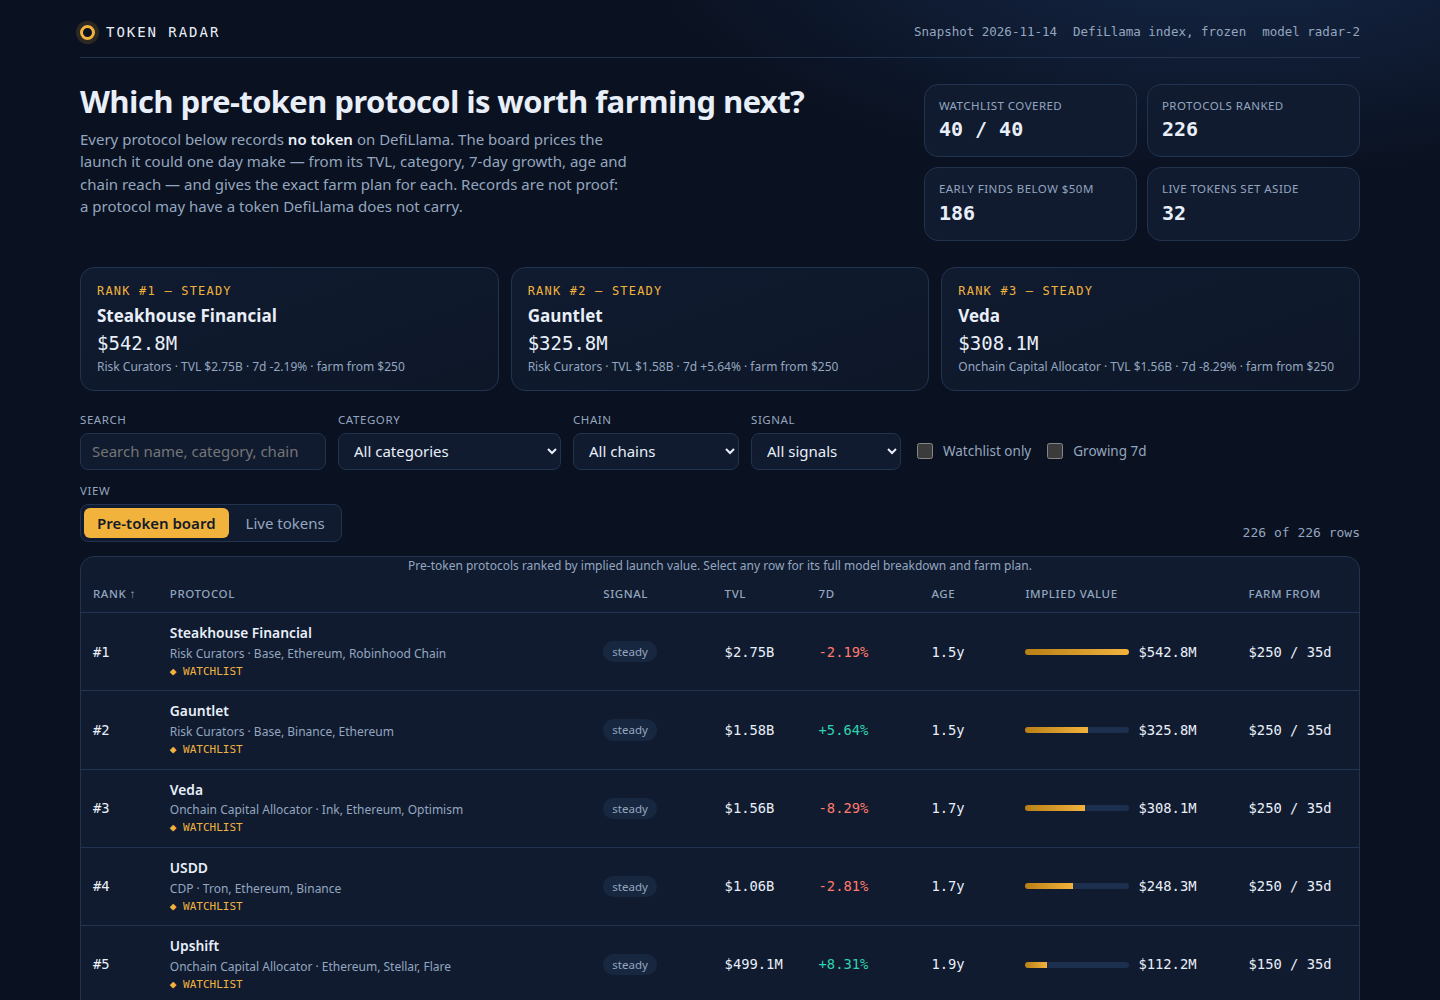 TOKEN RADAR
Snapshot 2026-11-14 DefiLlama index, frozen model radar-2
Which pre-token protocol is worth farming next?
Every protocol below records no token on DefiLlama. The board prices the
launch it could one day make — from its TVL, category, 7-day growth, age and
chain reach — and gives the exact farm plan for each. Records are not proof:
a protocol may have a token DefiLlama does not carry.
WATCHLIST COVERED
40 / 40
PROTOCOLS RANKED
226
EARLY FINDS BELOW $50M
186
LIVE TOKENS SET ASIDE
32
RANK #1 — STEADY
Steakhouse Financial
$542.8M
Risk Curators · TVL $2.75B · 7d -2.19% · farm from $250
RANK #2 — STEADY
Gauntlet
$325.8M
Risk Curators · TVL $1.58B · 7d +5.64% · farm from $250
RANK #3 — STEADY
Veda
$308.1M
Onchain Capital Allocator · TVL $1.56B · 7d -8.29% · farm from $250
SEARCH
Search name, category, chain
CATEGORY
All categories
CHAIN
All chains
SIGNAL
All signals
Watchlist only
Growing 7d
VIEW
Pre-token board
Live tokens
226 of 226 rows
Pre-token protocols ranked by implied launch value. Select any row for its full model breakdown and farm plan.
RANK ↑ PROTOCOL SIGNAL TVL 7D AGE IMPLIED VALUE FARM FROM
Steakhouse Financial
#1 Risk Curators · Base, Ethereum, Robinhood Chain steady $2.75B -2.19% 1.5y $542.8M $250 / 35d
◆ WATCHLIST
Gauntlet
#2 Risk Curators · Base, Binance, Ethereum steady $1.58B +5.64% 1.5y $325.8M $250 / 35d
◆ WATCHLIST
Veda
#3 Onchain Capital Allocator · Ink, Ethereum, Optimism steady $1.56B -8.29% 1.7y $308.1M $250 / 35d
◆ WATCHLIST
USDD
#4 CDP · Tron, Ethereum, Binance steady $1.06B -2.81% 1.7y $248.3M $250 / 35d
◆ WATCHLIST
Upshift
#5 Onchain Capital Allocator · Ethereum, Stellar, Flare steady $499.1M +8.31% 1.9y $112.2M $150 / 35d
◆ WATCHLIST